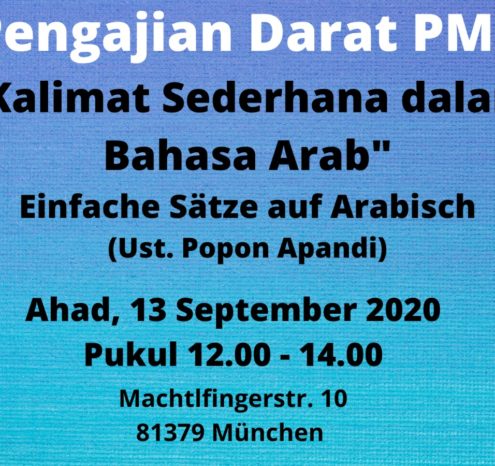 Pengajian Darat PM
Kalimat Sederhana dala
Bahasa Arab"
Einfache Sätze auf Arabisch
(Ust. Popon Apandi)
Ahad, 13 September 2020
Pukul 12.00 - 14.00
Machtlfingerstr. 10
81379 München